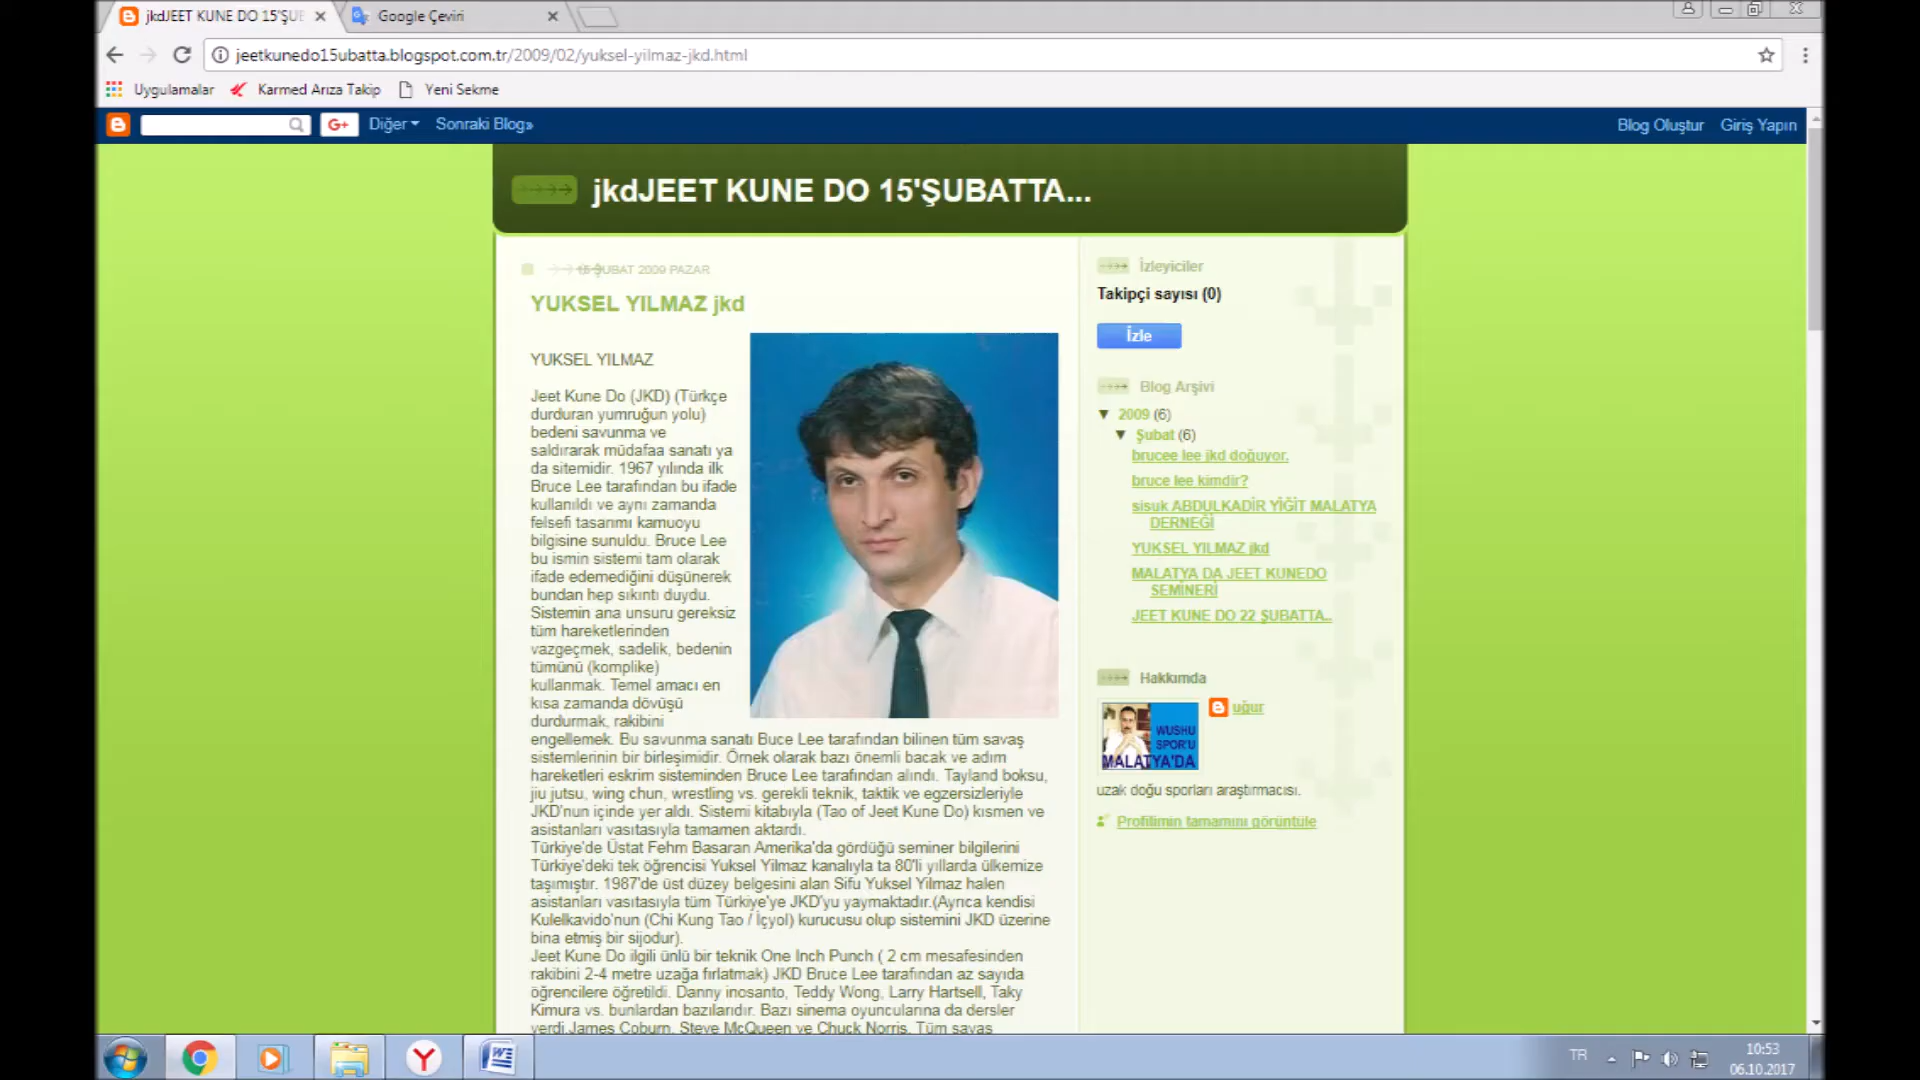 jkdJEET KUNE DO 15'ŞUB
Google Çeviri
jeetkunedo15ubatta.blogspot.com.tr/2009/02/yuksel-yilmaz-jkd.html
Uygulamalar
Karmed Arıza Takip
Yeni Sekme
G+
Diğer
Sonraki Blog»
Blog Oluştur
Giriş Yapın
jkdJEET KUNE DO 15'ŞUBATTA...
15 ŞUBAT 2009 PAZAR
YUKSEL YILMAZ jkd
YUKSEL YILMAZ
Jeet Kune Do (JKD) (Türkçe
durduran yumruğun yolu)
bedeni savunma ve
saldırarak müdafaa sanatı ya
da sitemidir. 1967 yılında ilk
Bruce Lee tarafından bu ifade
kullanıldı ve aynı zamanda
felsefi tasarımı kamuoyu
bilgisine sunuldu. Bruce Lee
bu ismin sistemi tam olarak
ifade edemediğini düşünerek
bundan hep sıkıntı duydu.
Sistemin ana unsuru gereksiz
tüm hareketlerinden
vazgeçmek, sadelik, bedenin
tümünü (komplike)
kullanmak. Temel amacı en
kısa zamanda dövüşü
durdurmak, rakibini
engellemek. Bu savunma sanatı Buce Lee tarafından bilinen tüm savaş
sistemlerinin bir birleşimidir. Örnek olarak bazı önemli bacak ve adım
hareketleri eskrim sisteminden Bruce Lee tarafından alındı. Tayland boksu,
jiu jutsu, wing chun, wrestling vs. gerekli teknik, taktik ve egzersizleriyle
JKD'nun içinde yer aldı. Sistemi kitabıyla (Tao of Jeet Kune Do) kısmen ve
asistanları vasıtasıyla tamamen aktardı.
Türkiye'de Üstat Fehm Basaran Amerika'da gördüğü seminer bilgilerini
Türkiye'deki tek öğrencisi Yuksel Yilmaz kanalıyla ta 80'li yıllarda ülkemize
taşımıştır. 1987'de üst düzey belgesini alan Sifu Yuksel Yilmaz halen
asistanları vasıtasıyla tüm Türkiye'ye JKD'yu yaymaktadır.(Ayrıca kendisi
Kulelkavido'nun (Chi Kung Tao / İçyol) kurucusu olup sistemini JKD üzerine
bina etmiş bir sijodur).
Jeet Kune Do ilgili ünlü bir teknik One Inch Punch ( 2 cm mesafesinden
rakibini 2-4 metre uzağa fırlatmak) JKD Bruce Lee tarafından az sayıda
öğrencilere öğretildi. Danny inosanto, Teddy Wong, Larry Hartsell, Taky
Kimura vs. bunlardan bazılarıdır. Bazı sinema oyuncularına da dersler
verdi.James Coburn, Steve McQueen ve Chuck Norris. Tüm savaş
İzleyiciler
Takipçi sayısı (0)
İzle
Blog Arşivi
▼ 2009 (6)
▼ Şubat (6)
brucee lee jkd doğuyor.
bruce lee kimdir?
sisuk ABDULKADİR YİĞİT MALATYA
DERNEĞİ
YUKSEL YILMAZ jkd
MALATYA DA JEET KUNEDO
SEMİNERİ
JEET KUNE DO 22 ŞUBATTA..
Hakkımda
WUSHU
SPOR'U
MALATYA'DA
uğur
uzak doğu sporları araştırmacısı.
Profilimin tamamını görüntüle
TR
10:53
06.10.2017